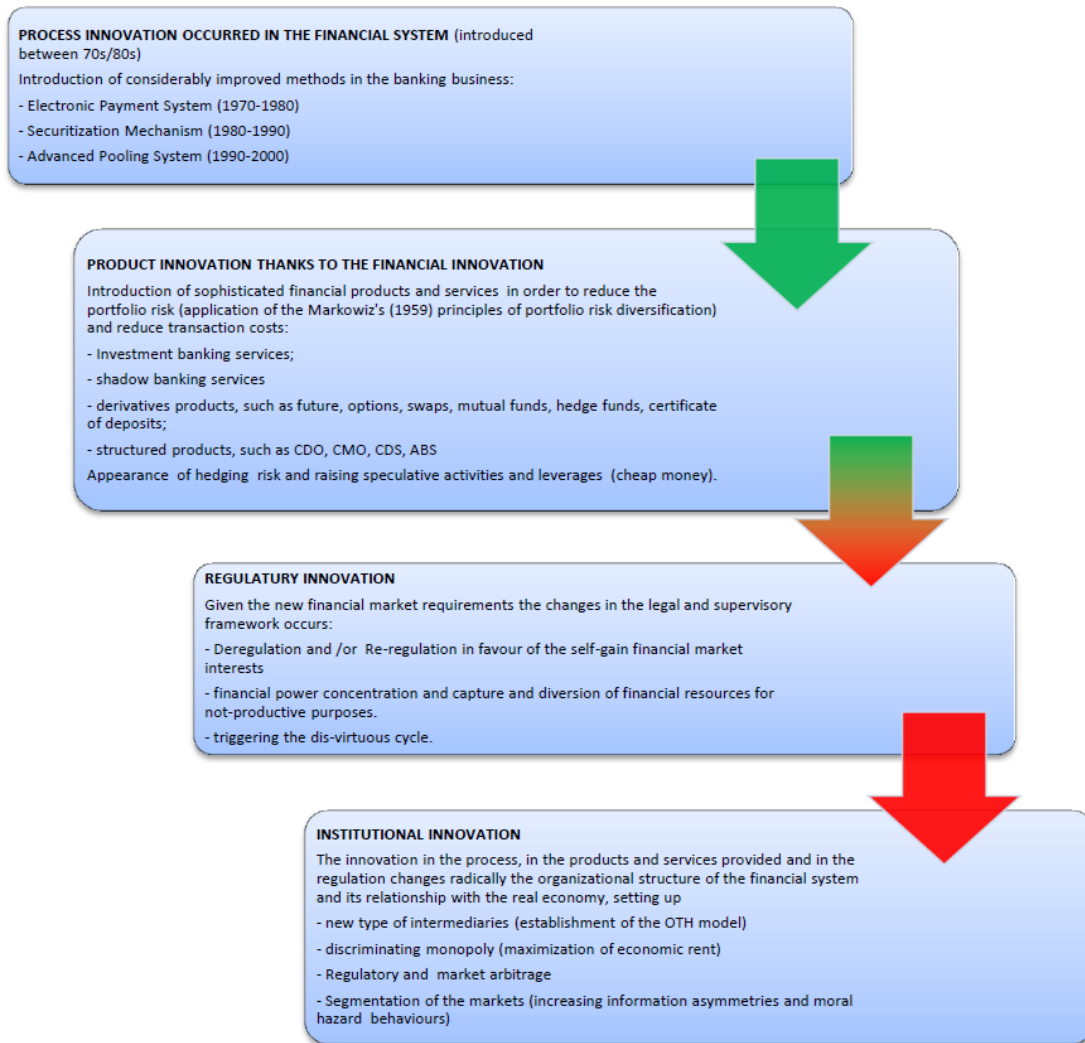 PROCESS INNOVATION OCCURRED IN THE FINANCIAL SYSTEM (introduced
between 70s/80s)
Introduction of considerably improved methods in the banking business:
- Electronic Payment System (1970-1980)
- Securitization Mechanism (1980-1990)
- Advanced Pooling System (1990-2000)
PRODUCT INNOVATION THANKS TO THE FINANCIAL INNOVATION
Introduction of sophisticated financial products and services in order to reduce the
portfolio risk (application of the Markowiz's (1959) principles of portfolio risk diversification)
and reduce transaction costs:
- Investment banking services;
- shadow banking services
- derivatives products, such as future, options, swaps, mutual funds, hedge funds, certificate
of deposits;
- structured products, such as CDO, CMO, CDS, ABS
Appearance of hedging risk and raising speculative activities and leverages (cheap money).
REGULATURY INNOVATION
Given the new financial market requirements the changes in the legal and supervisory
framework occurs:
- Deregulation and /or Re-regulation in favour of the self-gain financial market
interests
- financial power concentration and capture and diversion of financial resources for
not-productive purposes.
- triggering the dis-virtuous cycle.
INSTITUTIONAL INNOVATION
The innovation in the process, in the products and services provided and in the
regulation changes radically the organizational structure of the financial system
and its relationship with the real economy, setting up
- new type of intermediaries (establishment of the OTH model)
- discriminating monopoly (maximization of economic rent)
- Regulatory and market arbitrage
- Segmentation of the markets (increasing information asymmetries and moral
hazard behaviours)